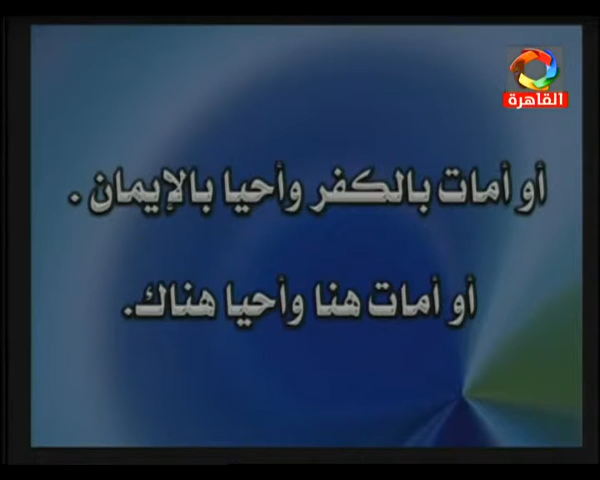 القاهرة
أو أمات بالكفر وأحيا بالإيمان .
أو أمات هنا وأحيا هناك.